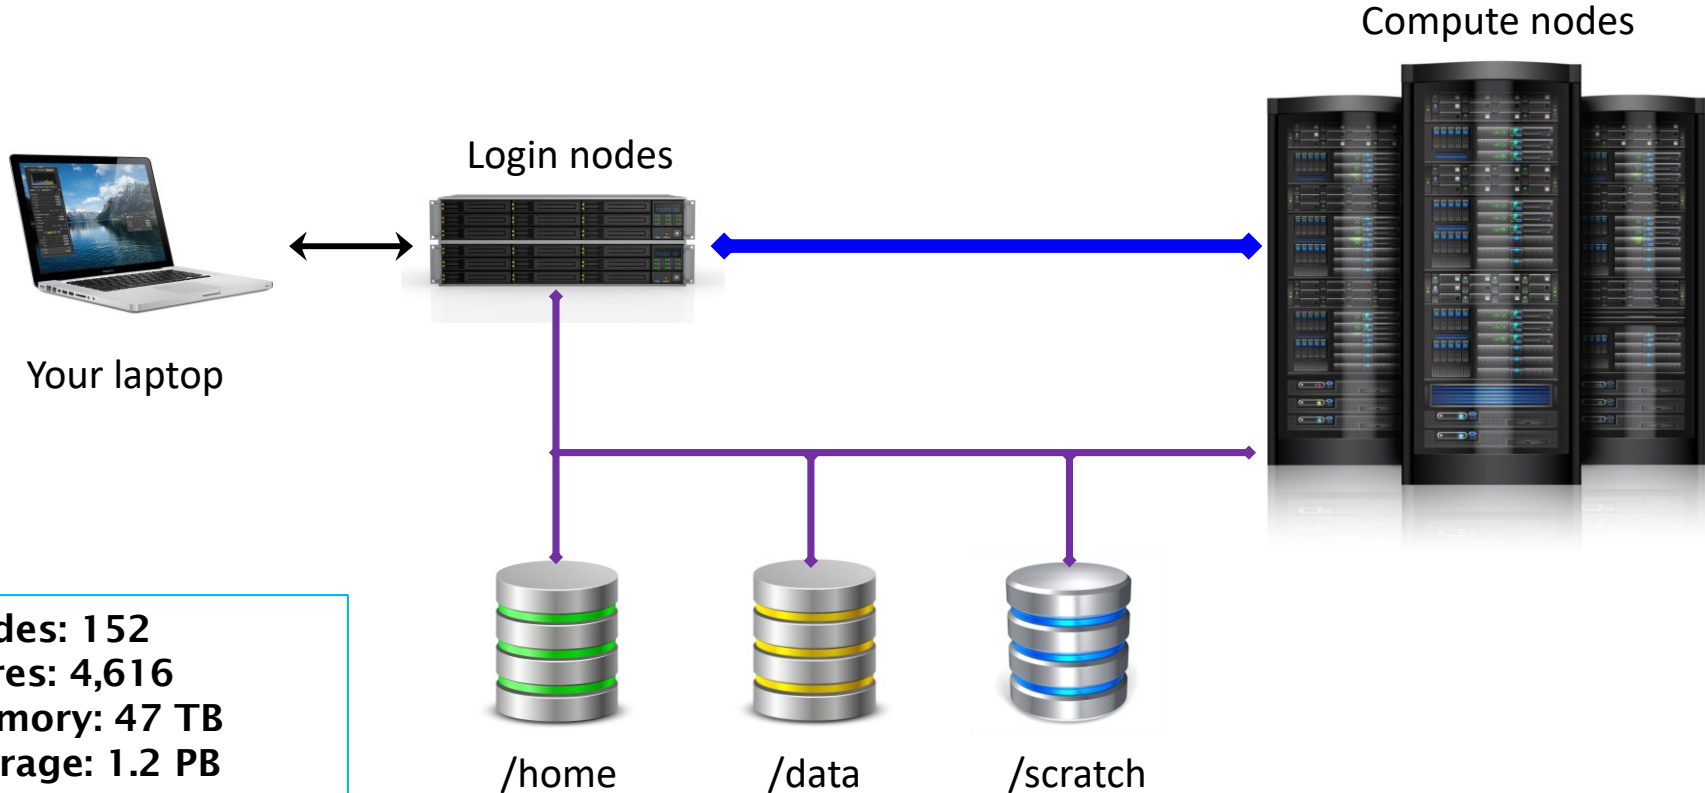 Compute nodes
Login nodes
Your laptop
des: 152
res: 4,616
mory: 47 TB
rage: 1.2 PB
/home
/data
/scratch